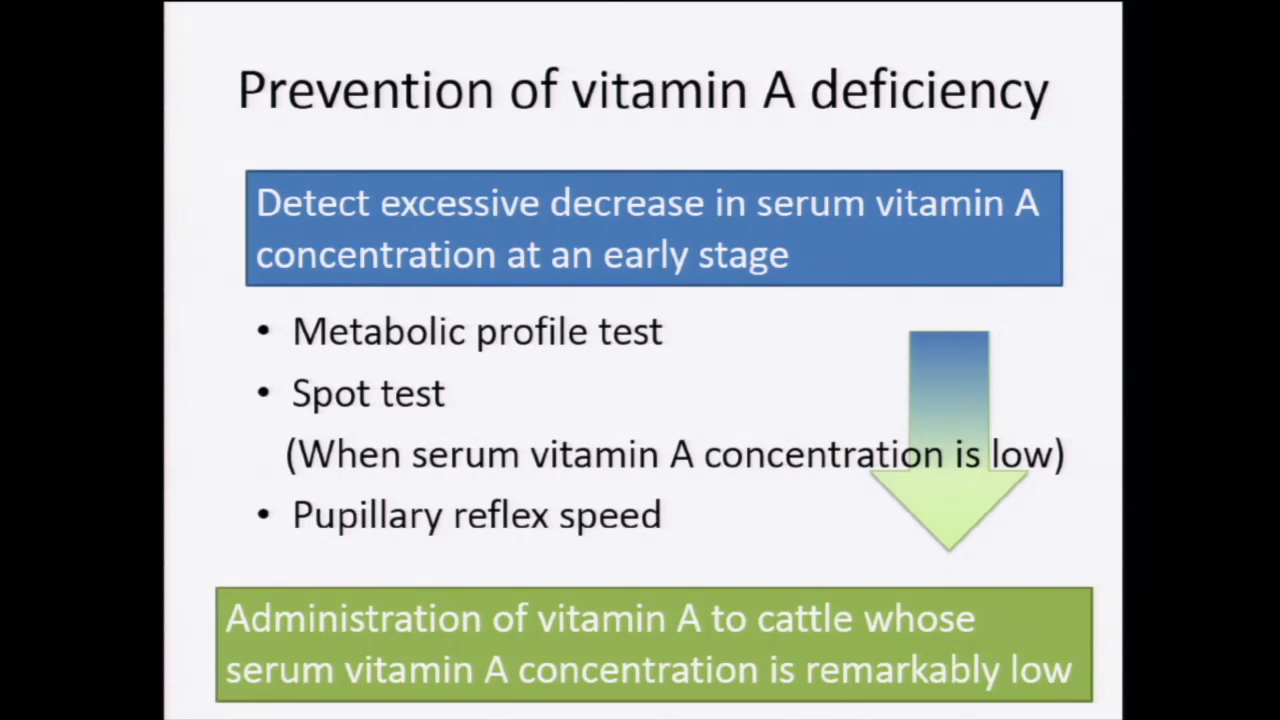 Prevention of vitamin A deficiency
Detect excessive decrease in serum vitamin A
concentration at an early stage
• Metabolic profile test
• Spot test
(When serum vitamin A concentration is low)
• Pupillary reflex speed
Administration of vitamin A to cattle whose
serum vitamin A concentration is remarkably low